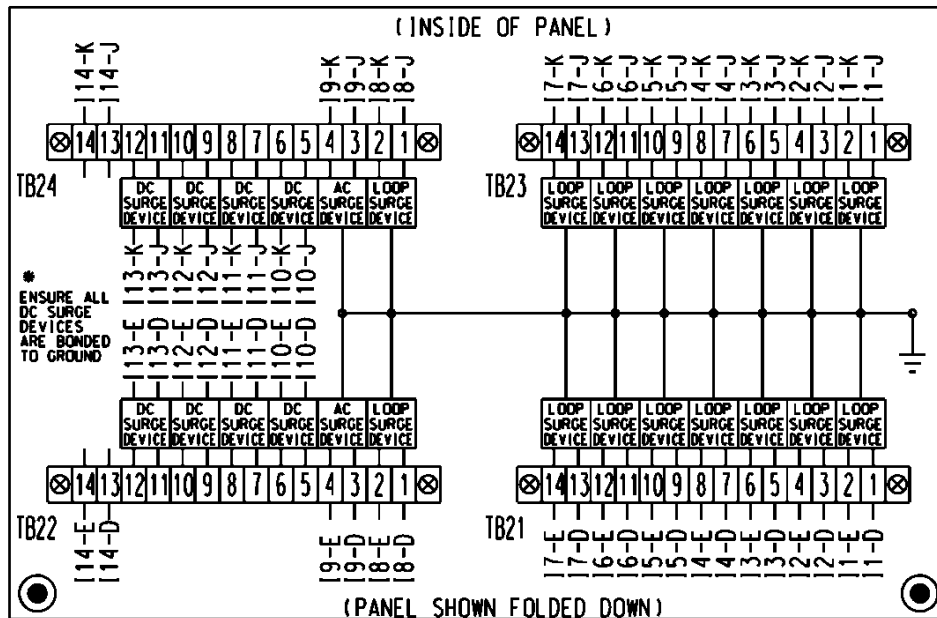 (INSIDE OF PANEL)
I14-K I14-J I9-K I9-J I8-K I8-J
I7-K I7-J I6-K I6-J I5-K I5-J I4-K I4-J I3-K I3-J I2-K I2-J I1-K I1-J
14 13 12 11 10 9 8 7 6 5 4 3 2 1
14 13 12 11 10 9 8 7 6 5 4 3 2 1
TB24
DC SURGE DEVICE
DC SURGE DEVICE
DC SURGE DEVICE
DC SURGE DEVICE
AC SURGE DEVICE
LOOP SURGE DEVICE
TB23
LOOP SURGE DEVICE
LOOP SURGE DEVICE
LOOP SURGE DEVICE
LOOP SURGE DEVICE
LOOP SURGE DEVICE
LOOP SURGE DEVICE
LOOP SURGE DEVICE
I13-K I13-J I12-K I12-J I11-K I11-J I10-K I10-J
*
ENSURE ALL
DC SURGE
DEVICES
ARE BONDED
TO GROUND
I13-E I13-D I12-E I12-D I11-E I11-D I10-E I10-D
DC SURGE DEVICE
DC SURGE DEVICE
DC SURGE DEVICE
DC SURGE DEVICE
AC SURGE DEVICE
LOOP SURGE DEVICE
LOOP SURGE DEVICE
LOOP SURGE DEVICE
LOOP SURGE DEVICE
LOOP SURGE DEVICE
LOOP SURGE DEVICE
LOOP SURGE DEVICE
LOOP SURGE DEVICE
14 13 12 11 10 9 8 7 6 5 4 3 2 1
14 13 12 11 10 9 8 7 6 5 4 3 2 1
TB22
TB21
I14-E I14-D I9-E I9-D I8-E I8-D
I7-E I7-D I6-E I6-D I5-E I5-D I4-E I4-D I3-E I3-D I2-E I2-D I1-E I1-D
(PANEL SHOWN FOLDED DOWN)